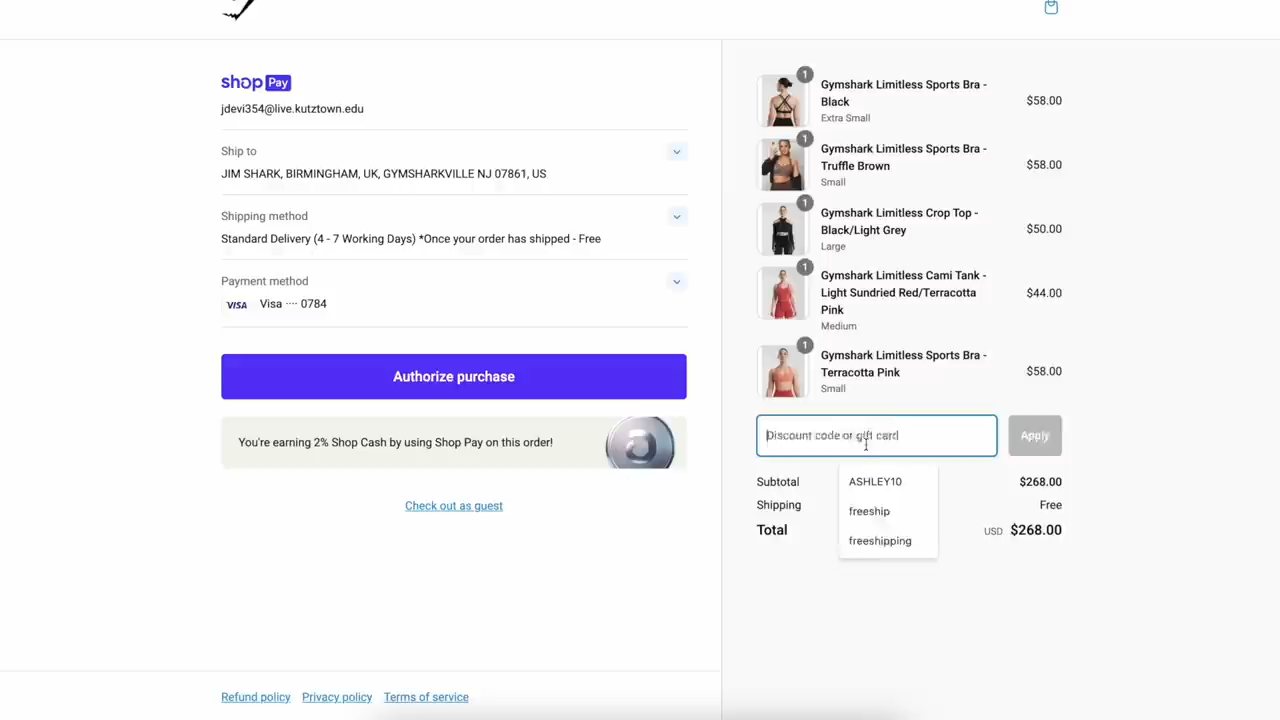 shop Pay
jdevi354@live.kutztown.edu
Ship to
JIM SHARK, BIRMINGHAM, UK, GYMSHARKVILLE NJ 07861, US
Shipping method
Standard Delivery (4 - 7 Working Days) *Once your order has shipped - Free
Payment method
VISA Visa ···· 0784
Authorize purchase
You're earning 2% Shop Cash by using Shop Pay on this order!
Check out as guest
Refund policy Privacy policy Terms of service
1
Gymshark Limitless Sports Bra -
Black
Extra Small
$58.00
1
Gymshark Limitless Sports Bra -
Truffle Brown
Small
$58.00
1
Gymshark Limitless Crop Top -
Black/Light Grey
Large
$50.00
1
Gymshark Limitless Cami Tank -
Light Sundried Red/Terracotta
Pink
Medium
$44.00
1
Gymshark Limitless Sports Bra -
Terracotta Pink
Small
$58.00
Discount code or gift card
Apply
ASHLEY10
freeship
freeshipping
Subtotal $268.00
Shipping Free
Total USD $268.00